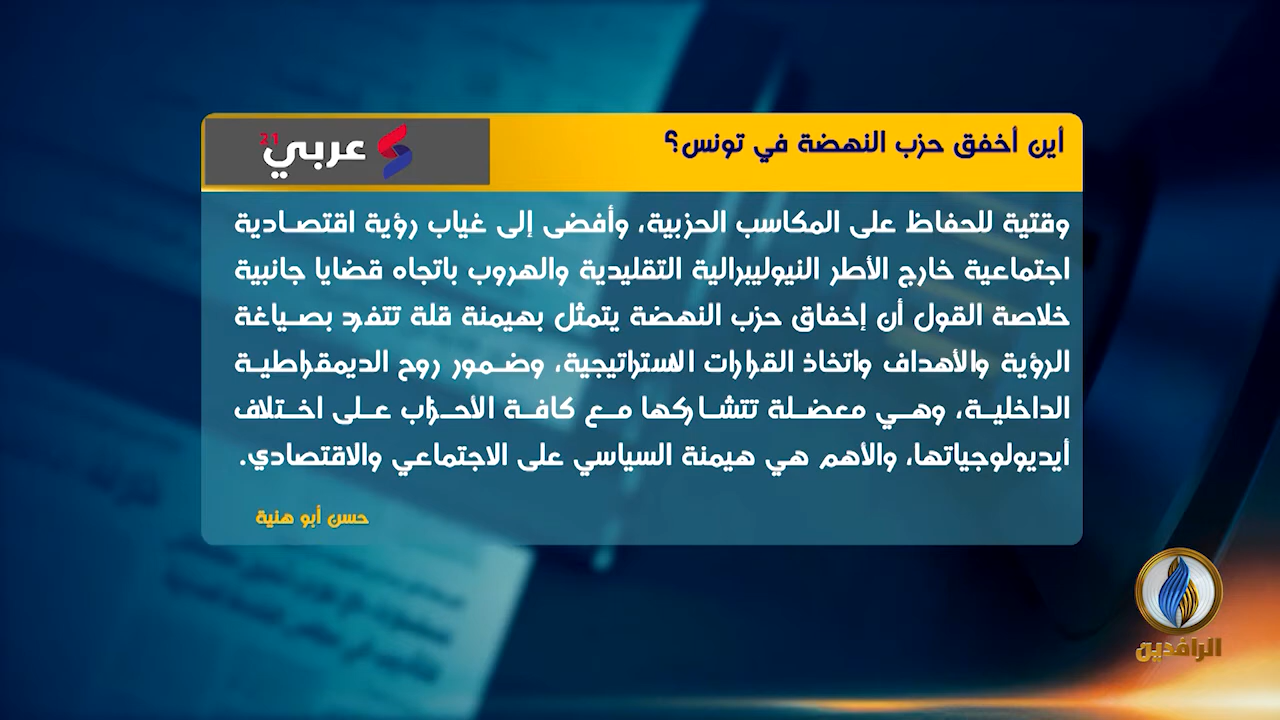 أين أخفق حزب النهضة في تونس؟
عربي 21
وقتية للحفاظ على المكاسب الحزبية، وأفضى إلى غياب رؤية اقتصادية
اجتماعية خارج الأطر النيوليبرالية التقليدية والهروب باتجاه قضايا جانبية
خلاصة القول أن إخفاق حزب النهضة يتمثل بهيمنة قلة تتفرد بصياغة
الرؤية والأهداف واتخاذ القرارات الاستراتيجية، وضمور روح الديمقراطية
الداخلية، وهي معضلة تتشاركها مع كافة الأحزاب على اختلاف
أيديولوجياتها، والأهم هي هيمنة السياسي على الاجتماعي والاقتصادي.
حسن أبو هنية
الرافدين